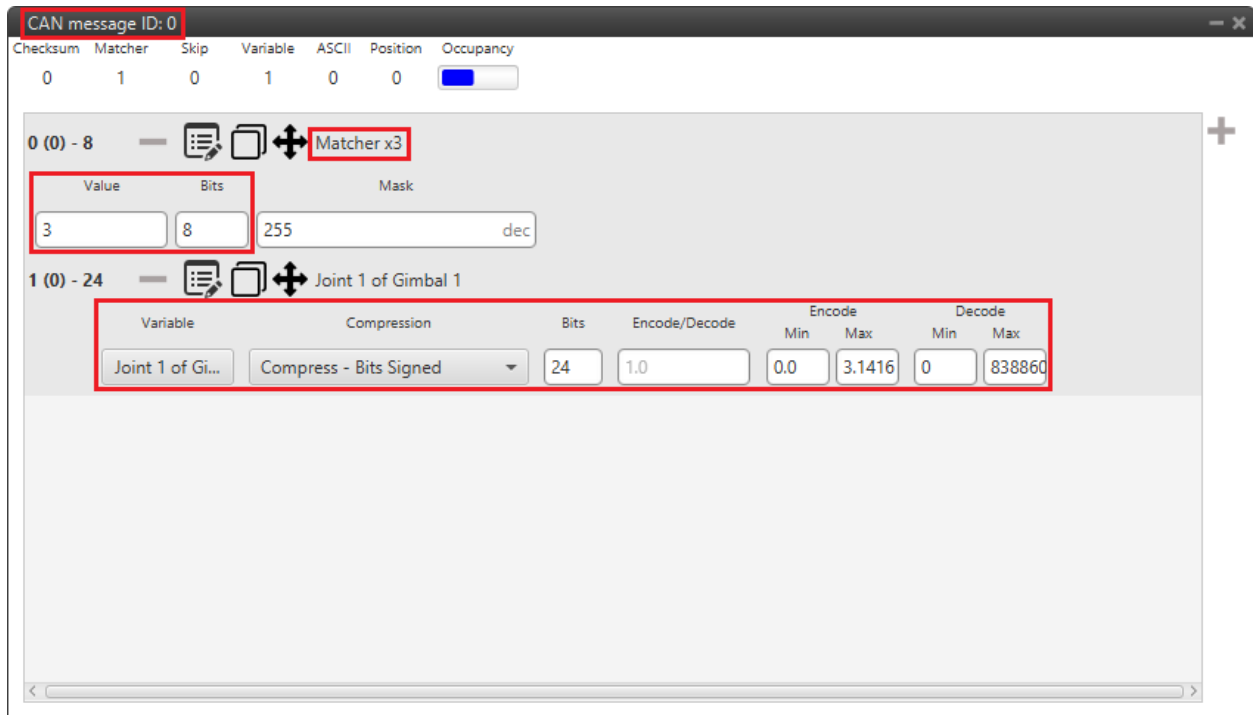 CAN message ID: 0
Checksum Matcher Skip Variable ASCII Position Occupancy
0 1 0 1 0 0
0 (0) - 8 Matcher x3
Value Bits Mask
3 8 255 dec
1 (0) - 24 Joint 1 of Gimbal 1
Variable Compression Bits Encode/Decode Encode Decode
Min Max Min Max
Joint 1 of Gi... Compress - Bits Signed 24 1.0 0.0 3.1416 0 838860